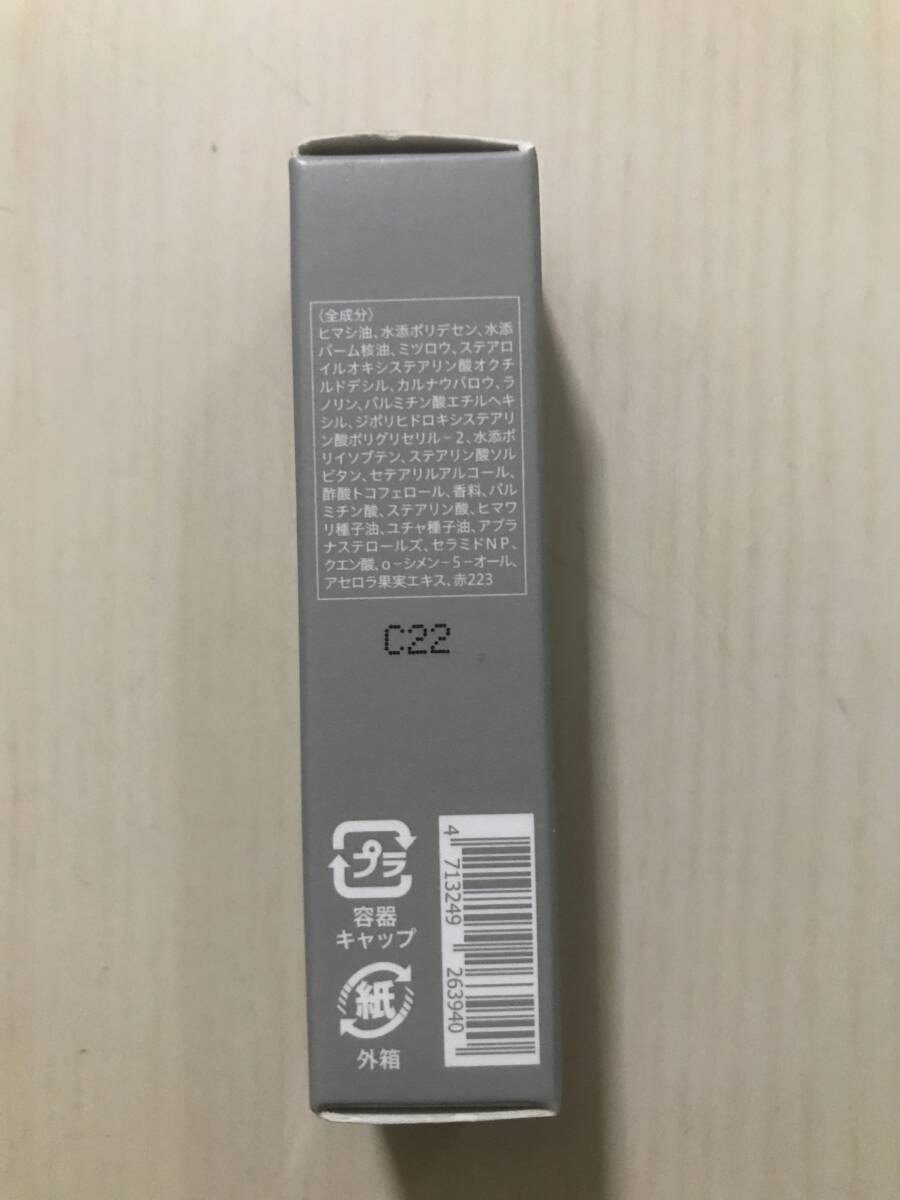 〈全成分〉
ヒマシ油、水添ポリデセン、水添
パーム核油、ミツロウ、ステアロ
イルオキシステアリン酸オクチ
ルドデシル、カルナウバロウ、ラ
ノリン、パルミチン酸エチルヘキ
シル、ジポリヒドロキシステアリ
ン酸ポリグリセリル－2、水添ポ
リイソブテン、ステアリン酸ソル
ビタン、セテアリルアルコール、
酢酸トコフェロール、香料、パル
ミチン酸、ステアリン酸、ヒマワ
リ種子油、ユチャ種子油、アブラ
ナステロールズ、セラミドNP、
クエン酸、o－シメン－5－オール、
アセロラ果実エキス、赤223
C22
プラ
容器
キャップ
紙
外箱
4 713249 263940